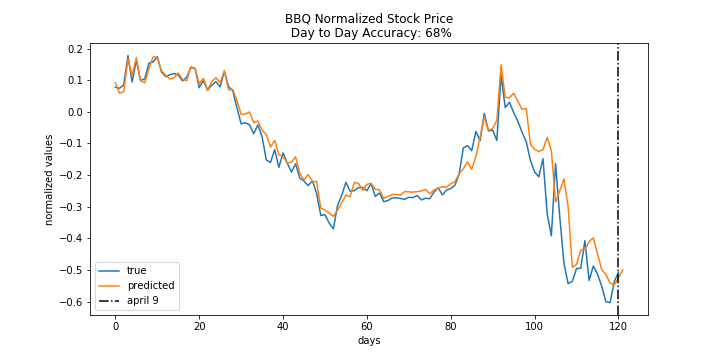 BBQ Normalized Stock Price
Day to Day Accuracy: 68%
normalized values
0.2
0.1
0.0
−0.1
−0.2
−0.3
−0.4
−0.5
−0.6
true
predicted
april 9
0 20 40 60 80 100 120
days